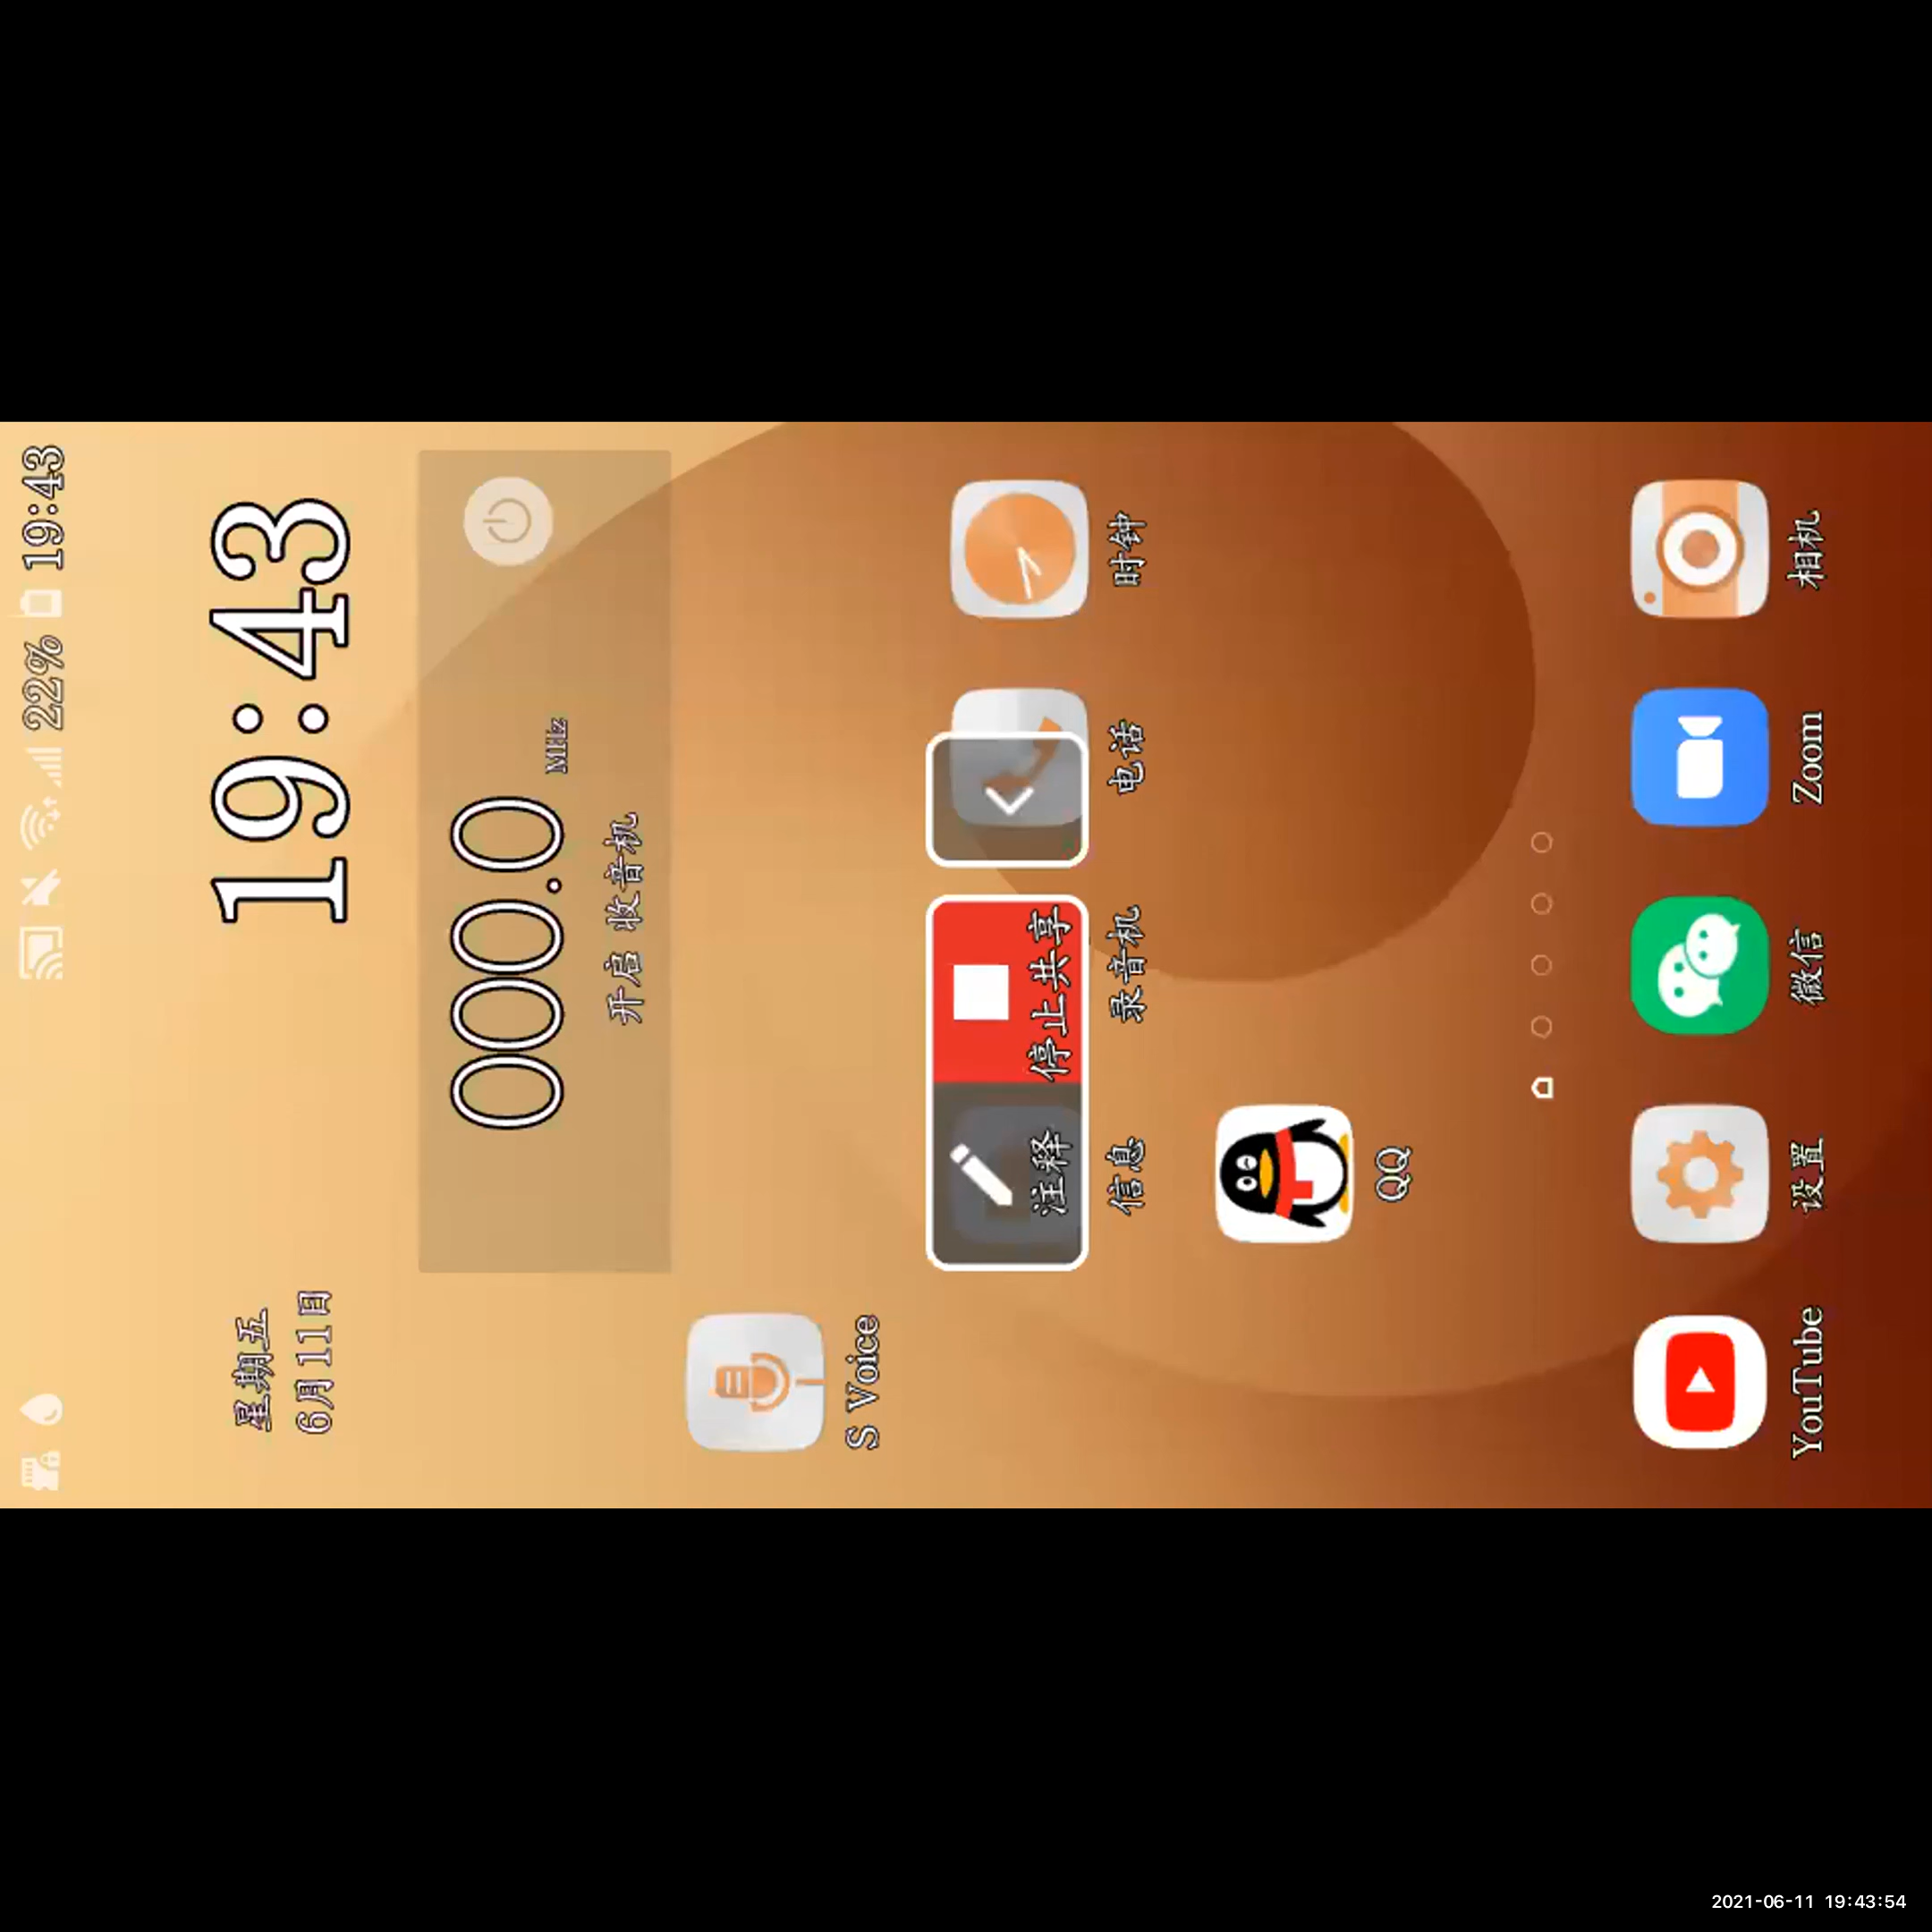 22% 19:43
19:43
星期五
6月11日
000.0 MHz
开启 收音机
S Voice
注释 停止共享
信息 录音机 电话 时钟
QQ
YouTube 设置 微信 Zoom 相机
2021-06-11 19:43:54